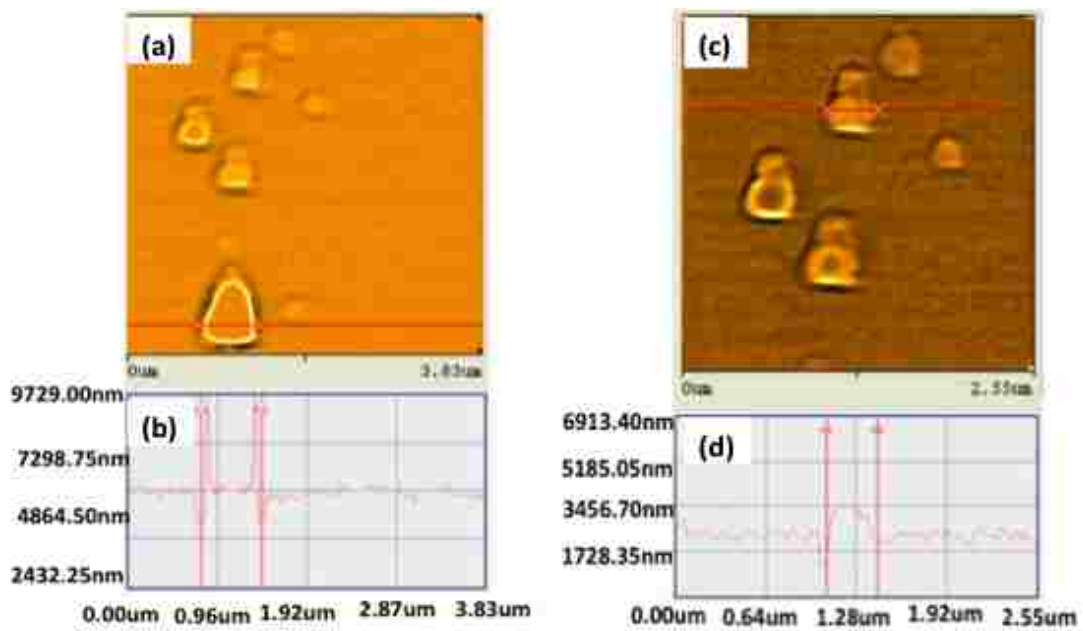 (a)
0um 3.83um
9729.00nm
(b)
7298.75nm
4864.50nm
2432.25nm
0.00um 0.96um 1.92um 2.87um 3.83um
(c)
0um 2.55um
6913.40nm
(d)
5185.05nm
3456.70nm
1728.35nm
0.00um 0.64um 1.28um 1.92um 2.55um